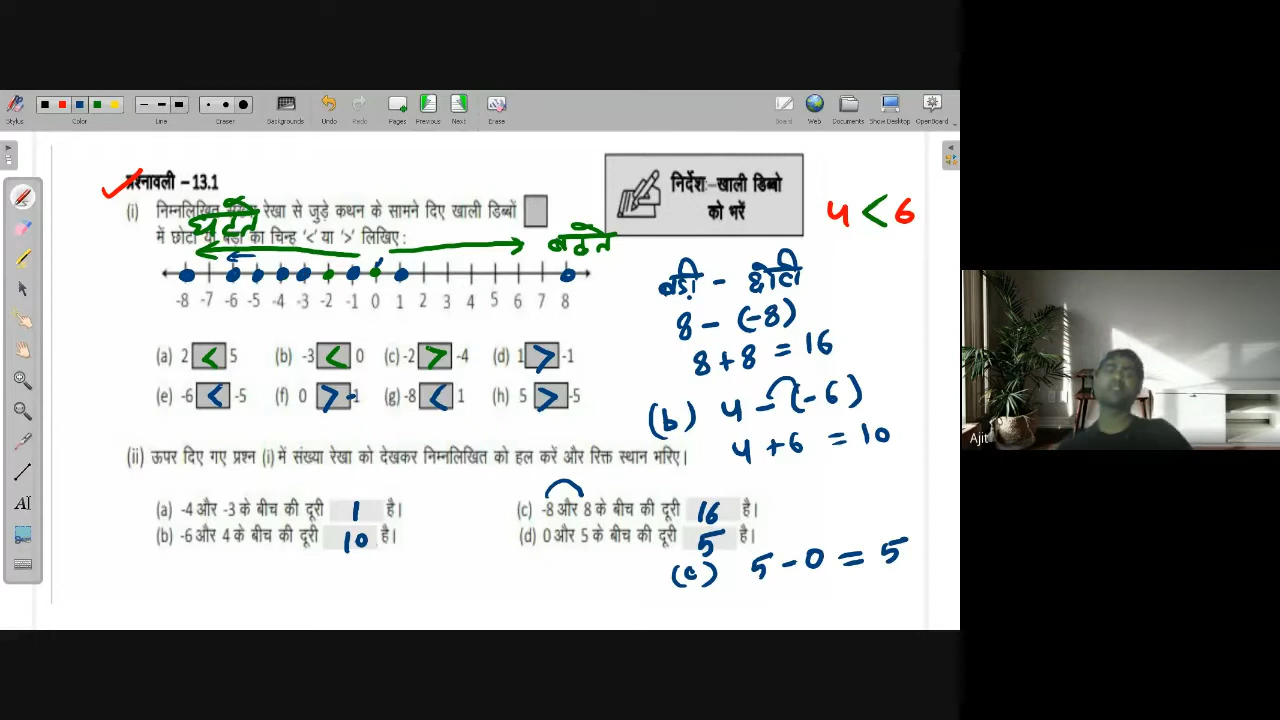 Stylus Color Line Eraser Backgrounds Undo Redo Pages Previous Next Erase Board Web Documents Show Desktop OpenBoard
प्रश्नावली – 13.1
निर्देशः–खाली डिब्बो
को भरें
(i) निम्नलिखित रेखा से जुड़े कथन के सामने दिए खाली डिब्बों
में छोटा या बड़ा का चिन्ह '<' या '>' लिखिए :
घटते
बढते
4 < 6
-8 -7 -6 -5 -4 -3 -2 -1 0 1 2 3 4 5 6 7 8
(a) 2 < 5 (b) -3 < 0 (c) -2 > -4 (d) 1 > -1
(e) -6 < -5 (f) 0 > -1 (g) -8 < 1 (h) 5 > -5
बड़ी - छोटी
8 - (-8)
8 + 8 = 16
(b) 4 - (-6)
4 + 6 = 10
(ii) ऊपर दिए गए प्रश्न (i) में संख्या रेखा को देखकर निम्नलिखित को हल करें और रिक्त स्थान भरिए।
(a) -4 और -3 के बीच की दूरी 1 है। (c) -8 और 8 के बीच की दूरी 16 है।
(b) -6 और 4 के बीच की दूरी 10 है। (d) 0 और 5 के बीच की दूरी 5 है।
(c) 5 - 0 = 5
Ajit